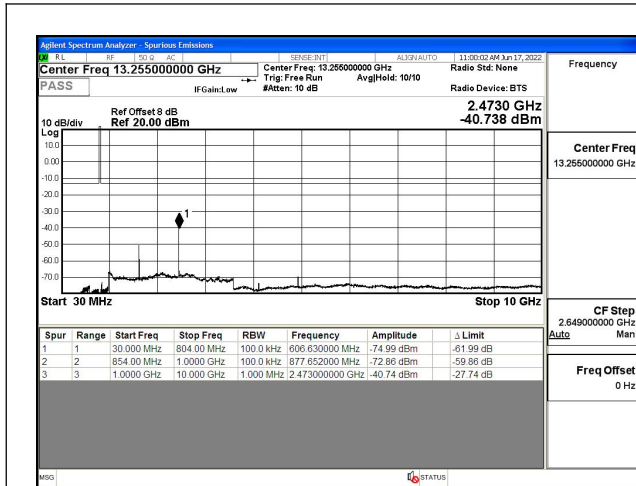 Agilent Spectrum Analyzer - Spurious Emissions
RL RF 50 Ω AC SENSE:INT ALIGN AUTO 11:00:02 AM Jun 17, 2022
Center Freq 13.255000000 GHz
Center Freq: 13.255000000 GHz
Radio Std: None
Trig: Free Run Avg|Hold: 10/10
PASS
IFGain:Low
#Atten: 10 dB
Radio Device: BTS
Ref Offset 8 dB
2.4730 GHz
10 dB/div Ref 20.00 dBm
-40.738 dBm
Log
10.0
0.00
-10.0
-20.0
-30.0
1
-40.0
-50.0
-60.0
-70.0
Start 30 MHz
Stop 10 GHz
Spur Range Start Freq Stop Freq RBW Frequency Amplitude Δ Limit
1 1 30.000 MHz 804.00 MHz 100.0 kHz 606.630000 MHz -74.99 dBm -61.99 dB
2 2 854.00 MHz 1.0000 GHz 100.0 kHz 877.652000 MHz -72.86 dBm -59.86 dB
3 3 1.0000 GHz 10.000 GHz 1.000 MHz 2.473000000 GHz -40.74 dBm -27.74 dB
MSG
STATUS
Frequency
Center Freq
13.255000000 GHz
CF Step
2.649000000 GHz
Auto Man
Freq Offset
0 Hz